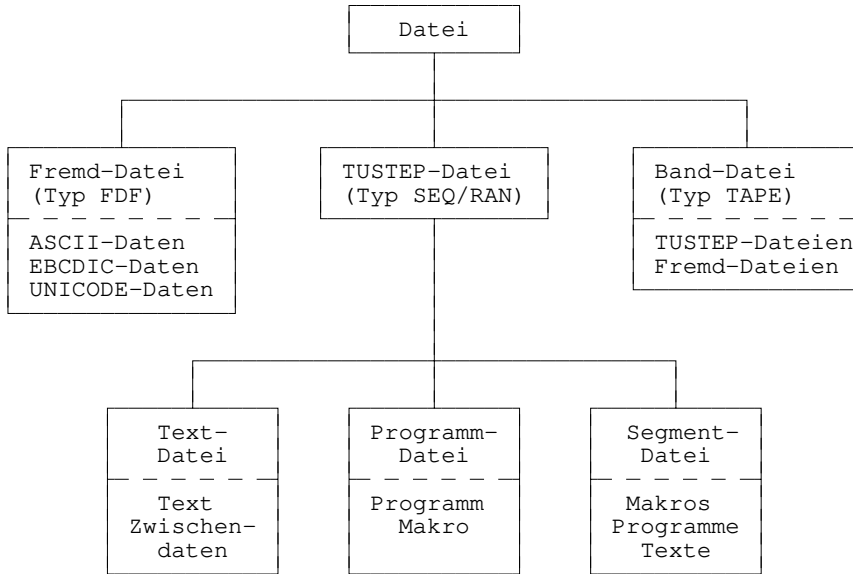 Datei
Fremd-Datei
(Typ FDF)
ASCII-Daten
EBCDIC-Daten
UNICODE-Daten
TUSTEP-Datei
(Typ SEQ/RAN)
Band-Datei
(Typ TAPE)
TUSTEP-Dateien
Fremd-Dateien
Text-
Datei
Text
Zwischen-
daten
Programm-
Datei
Programm
Makro
Segment-
Datei
Makros
Programme
Texte